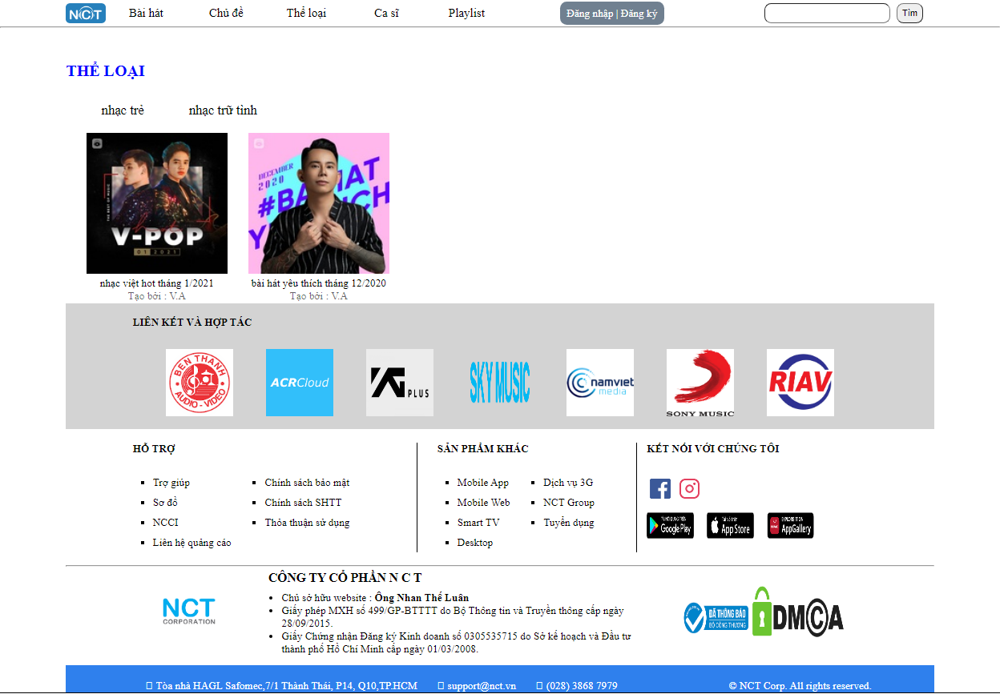 NCT Bài hát Chủ đề Thể loại Ca sĩ Playlist Đăng nhập | Đăng ký Tìm
THỂ LOẠI
nhạc trẻ nhạc trữ tình
THE BEST OF MUSIC
V-POP
01 2021
DECEMBER
2020
nhạc việt hot tháng 1/2021
Tạo bởi : V.A
bài hát yêu thích tháng 12/2020
Tạo bởi : V.A
LIÊN KẾT VÀ HỢP TÁC
BEN THANH
AUDIO - VIDEO
ACRCloud
YG PLUS
SKY MUSIC
namviet
media
SONY MUSIC
RIAV
HỖ TRỢ
Trợ giúp
Sơ đồ
NCCI
Liên hệ quảng cáo
Chính sách bảo mật
Chính sách SHTT
Thỏa thuận sử dụng
SẢN PHẨM KHÁC
Mobile App
Mobile Web
Smart TV
Desktop
Dịch vụ 3G
NCT Group
Tuyển dụng
KẾT NỐI VỚI CHÚNG TÔI
Google Play
App Store
EXPLORE IT ON
AppGallery
NCT
CORPORATION
CÔNG TY CỔ PHẦN N C T
Chủ sở hữu website : Ông Nhan Thế Luân
Giấy phép MXH số 499/GP-BTTTT do Bộ Thông tin và Truyền thông cấp ngày
28/09/2015.
Giấy Chứng nhận Đăng ký Kinh doanh số 0305535715 do Sở kế hoạch và Đầu tư
thành phố Hồ Chí Minh cấp ngày 01/03/2008.
ĐÃ THÔNG BÁO
BỘ CÔNG THƯƠNG
DMCA
Tòa nhà HAGL Safomec,7/1 Thành Thái, P14, Q10,TP.HCM support@nct.vn (028) 3868 7979 © NCT Corp. All rights reserved.